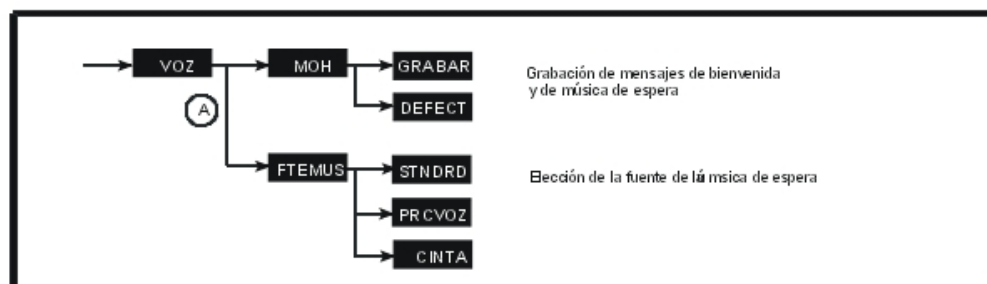 VOZ
MOH
GRABAR
Grabación de mensajes de bienvenida
y de música de espera
DEFECT
A
FTEMUS
STNDRD
Elección de la fuente de
msica de espera
PRCVOZ
CINTA